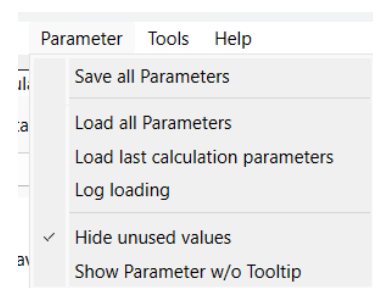 Parameter Tools Help
Save all Parameters
Load all Parameters
Load last calculation parameters
Log loading
Hide unused values
Show Parameter w/o Tooltip